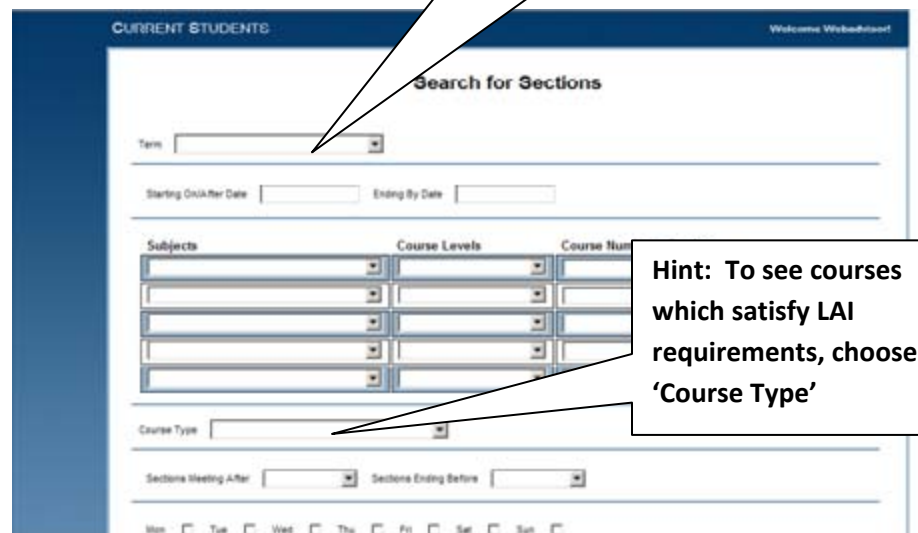 CURRENT STUDENTS Welcome Webadvisor!
Search for Sections
Term
Starting On/After Date Ending By Date
Subjects Course Levels Course Num
Hint: To see courses
which satisfy LAI
requirements, choose
‘Course Type’
Course Type
Sections Meeting After Sections Ending Before
Mon Tue Wed Thu Fri Sat Sun